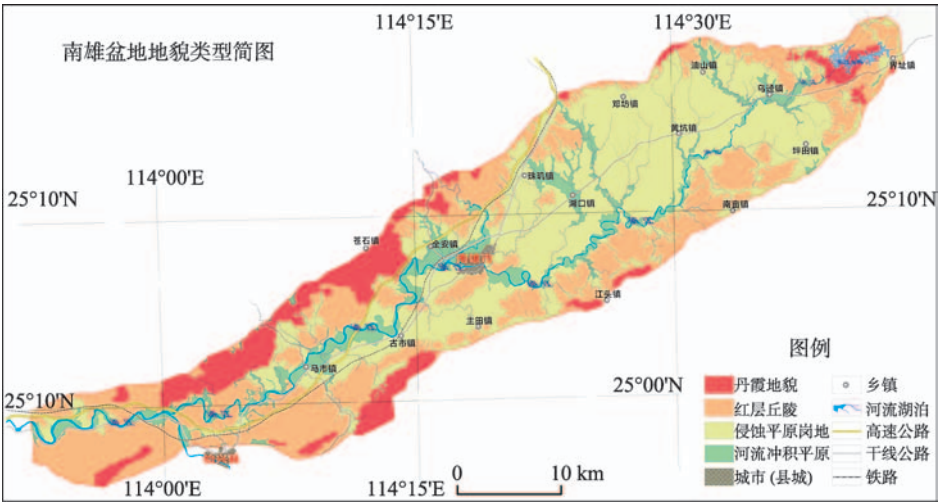 114°15'E
114°30'E
南雄盆地地貌类型简图
油山镇
界址镇
乌迳镇
邓坊镇
黄坑镇
坪田镇
114°00'E
珠玑镇
25°10'N
湖口镇
25°10'N
南亩镇
苍石镇
全安镇
江头镇
主田镇
古市镇
图例
马市镇
丹霞地貌
乡镇
25°00'N
红层丘陵
河流湖泊
25°10'N
侵蚀平原岗地
高速公路
河流冲积平原
干线公路
0 10 km
城市(县城)
铁路
114°00'E
114°15'E